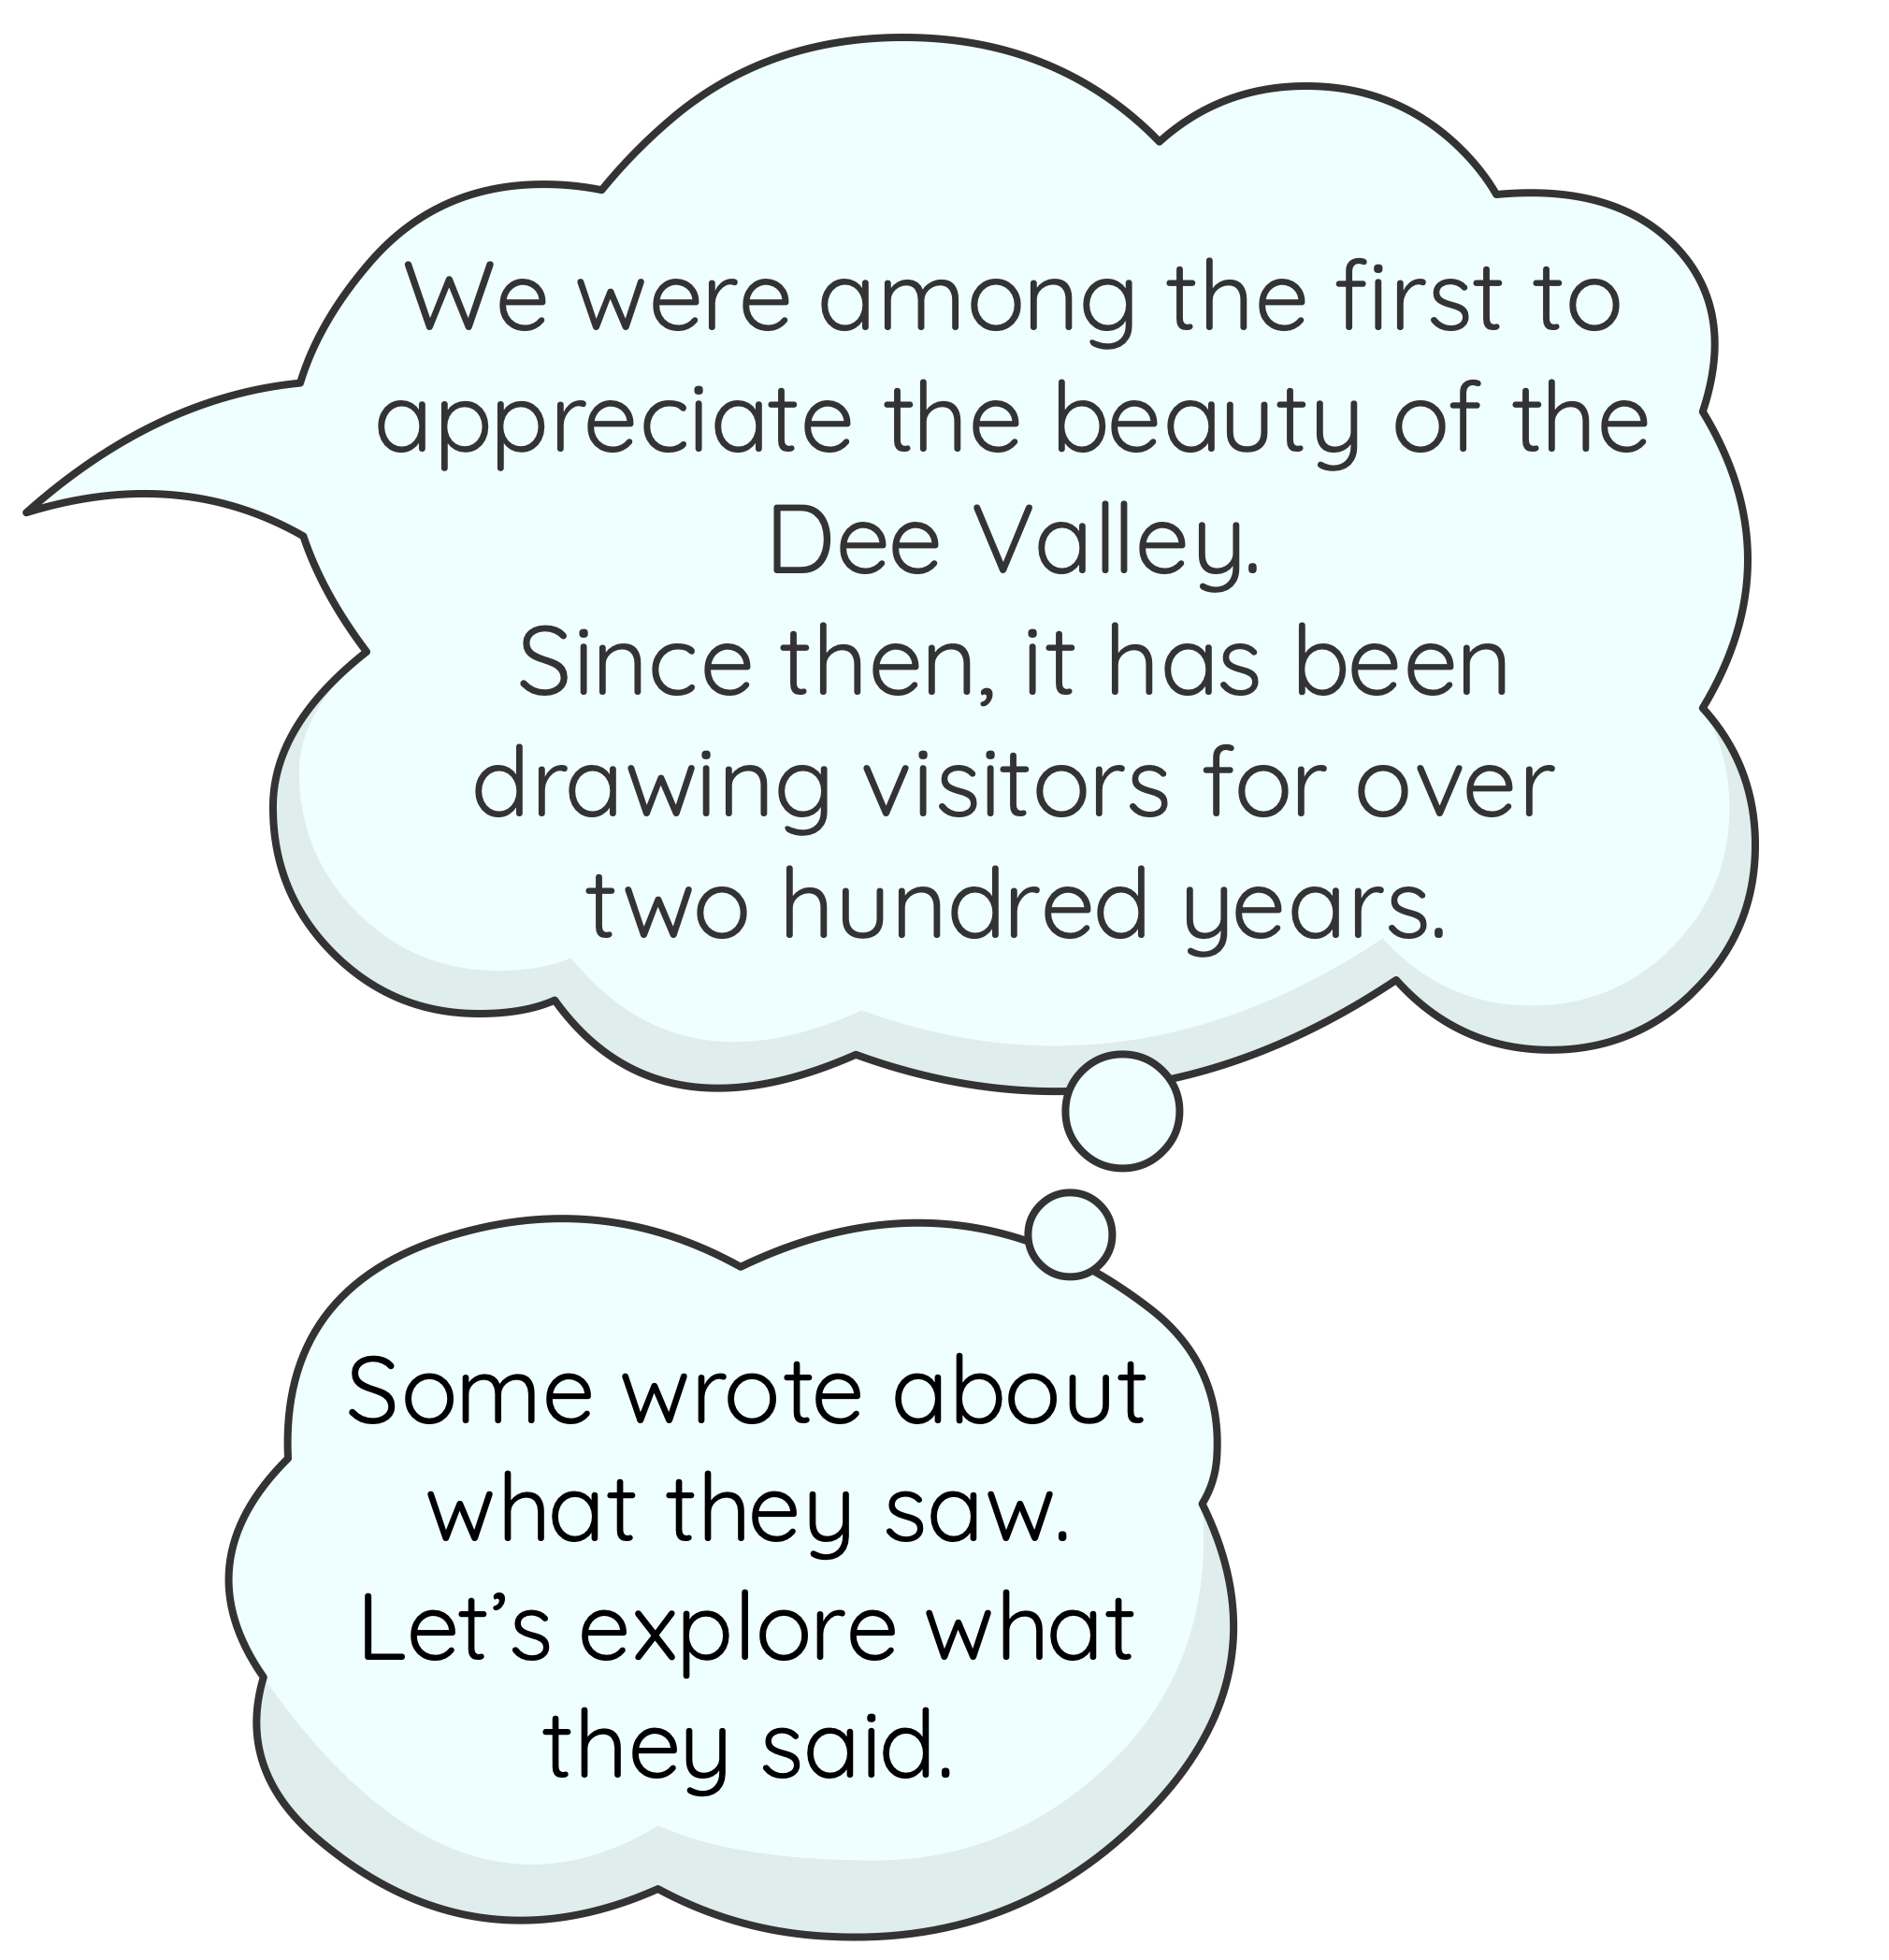 We were among the first to
appreciate the beauty of the
Dee Valley.
Since then, it has been
drawing visitors for over
two hundred years.
Some wrote about
what they saw.
Let’s explore what
they said.